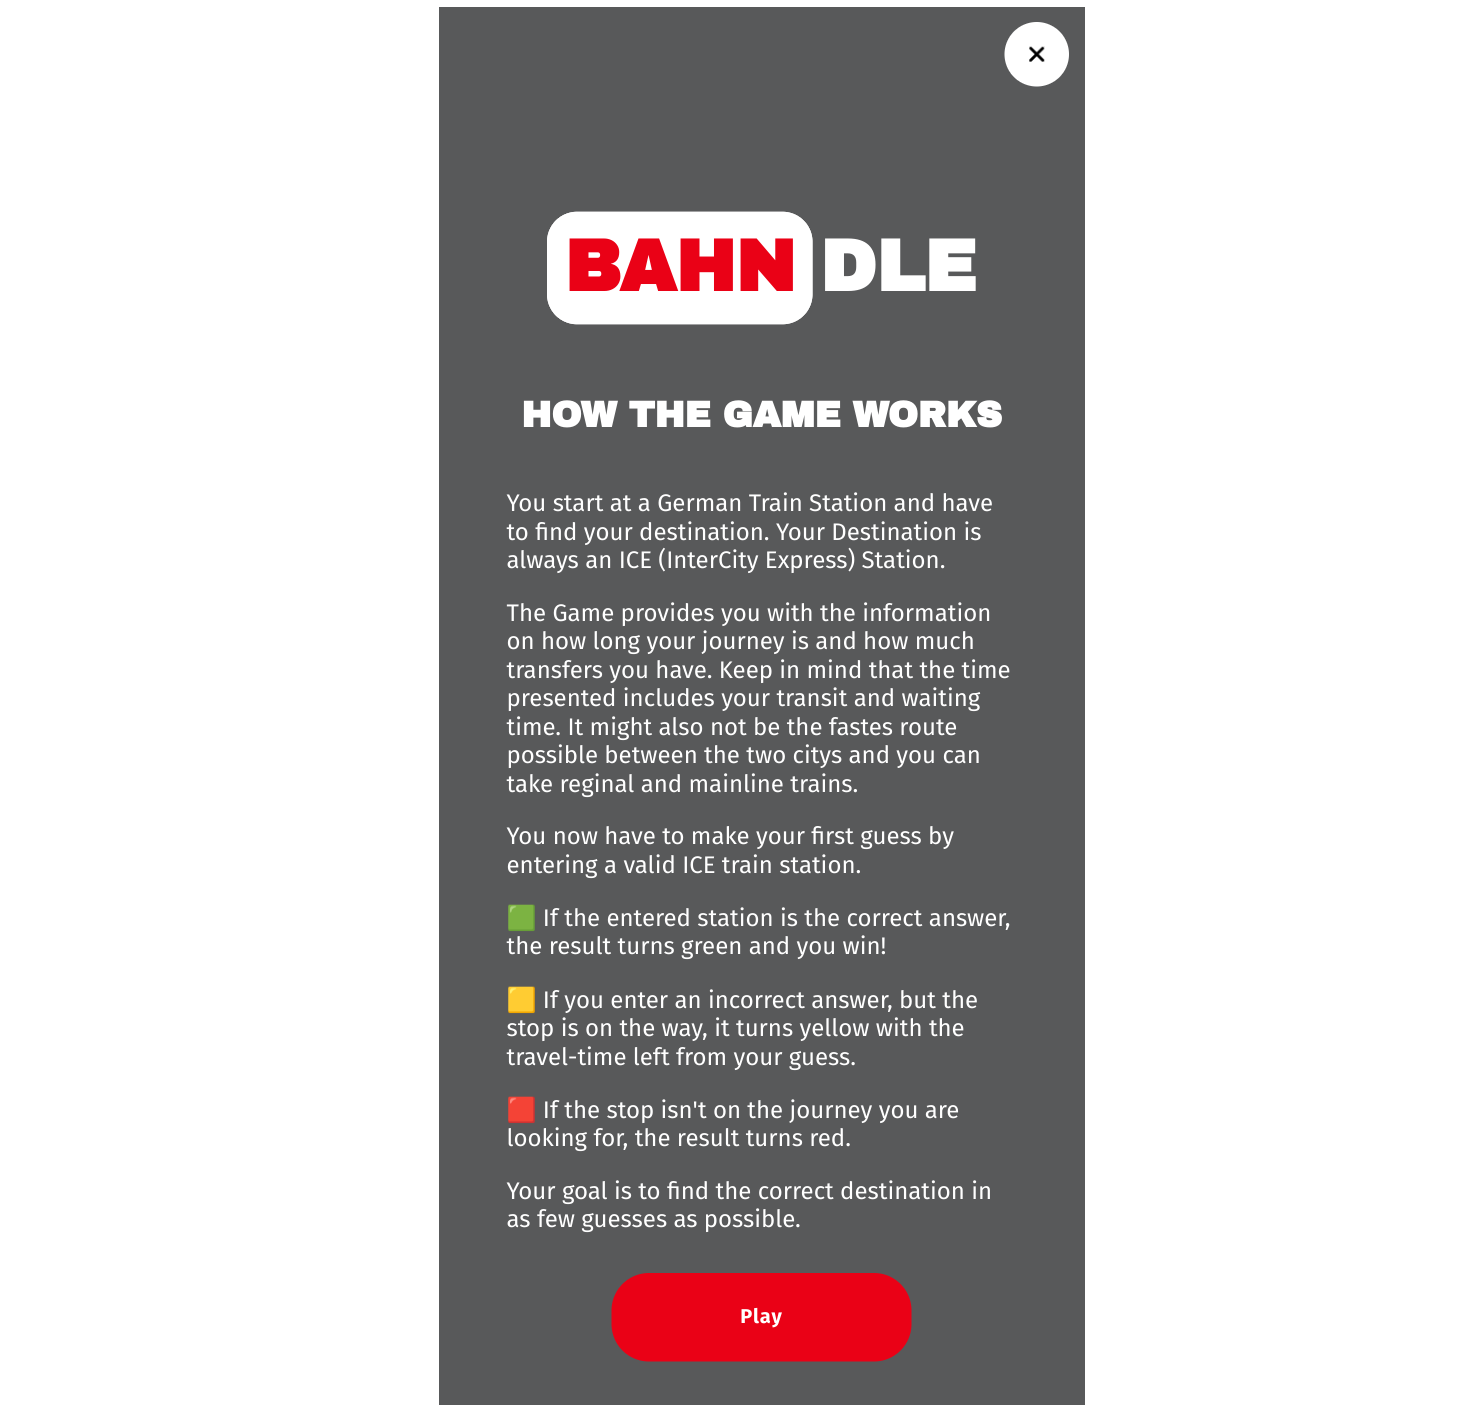 BAHN DLE
HOW THE GAME WORKS
You start at a German Train Station and have
to find your destination. Your Destination is
always an ICE (InterCity Express) Station.
The Game provides you with the information
on how long your journey is and how much
transfers you have. Keep in mind that the time
presented includes your transit and waiting
time. It might also not be the fastes route
possible between the two citys and you can
take reginal and mainline trains.
You now have to make your first guess by
entering a valid ICE train station.
🟩 If the entered station is the correct answer,
the result turns green and you win!
🟨 If you enter an incorrect answer, but the
stop is on the way, it turns yellow with the
travel-time left from your guess.
🟥 If the stop isn't on the journey you are
looking for, the result turns red.
Your goal is to find the correct destination in
as few guesses as possible.
Play